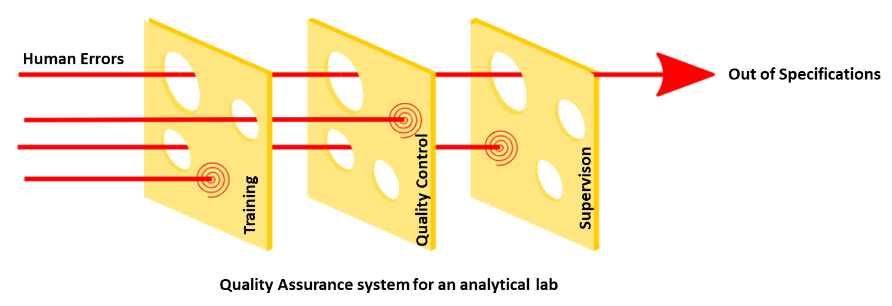 Human Errors
Out of Specifications
Training
Quality Control
Supervison
Quality Assurance system for an analytical lab